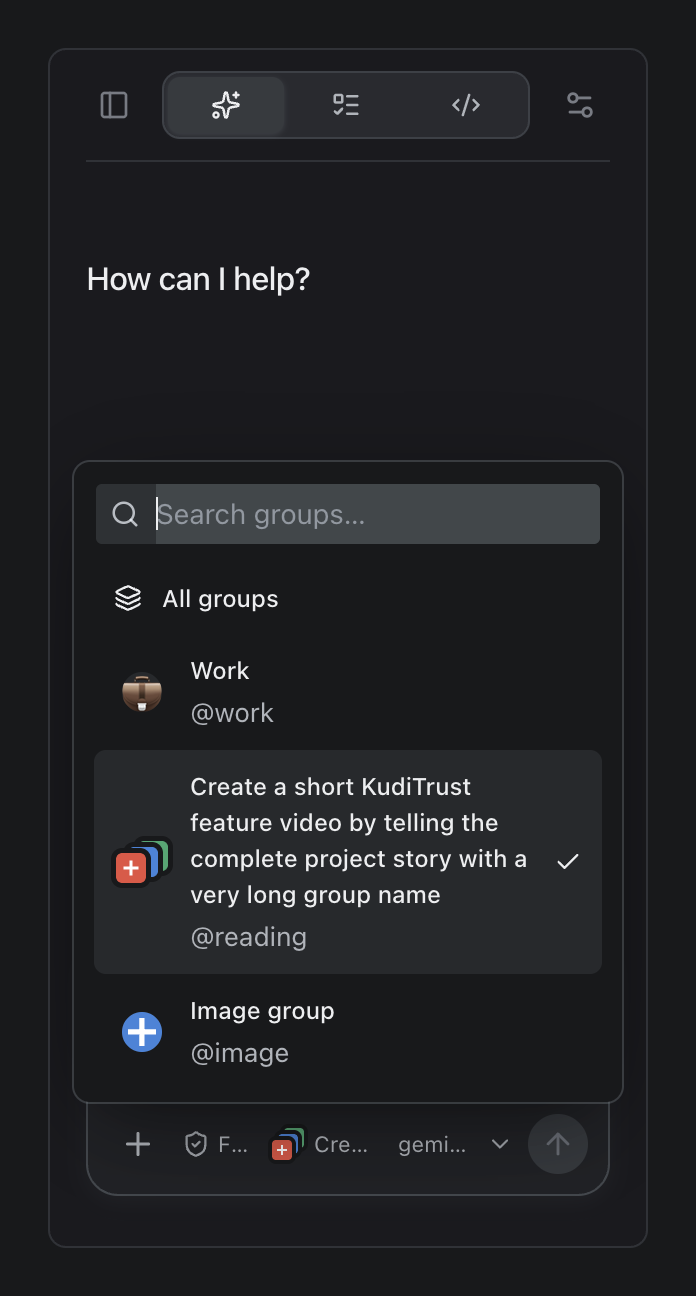 How can I help?
Search groups...
All groups
Work
@work
Create a short KudiTrust
feature video by telling the
complete project story with a
very long group name
@reading
Image group
@image
F... Cre... gemi...